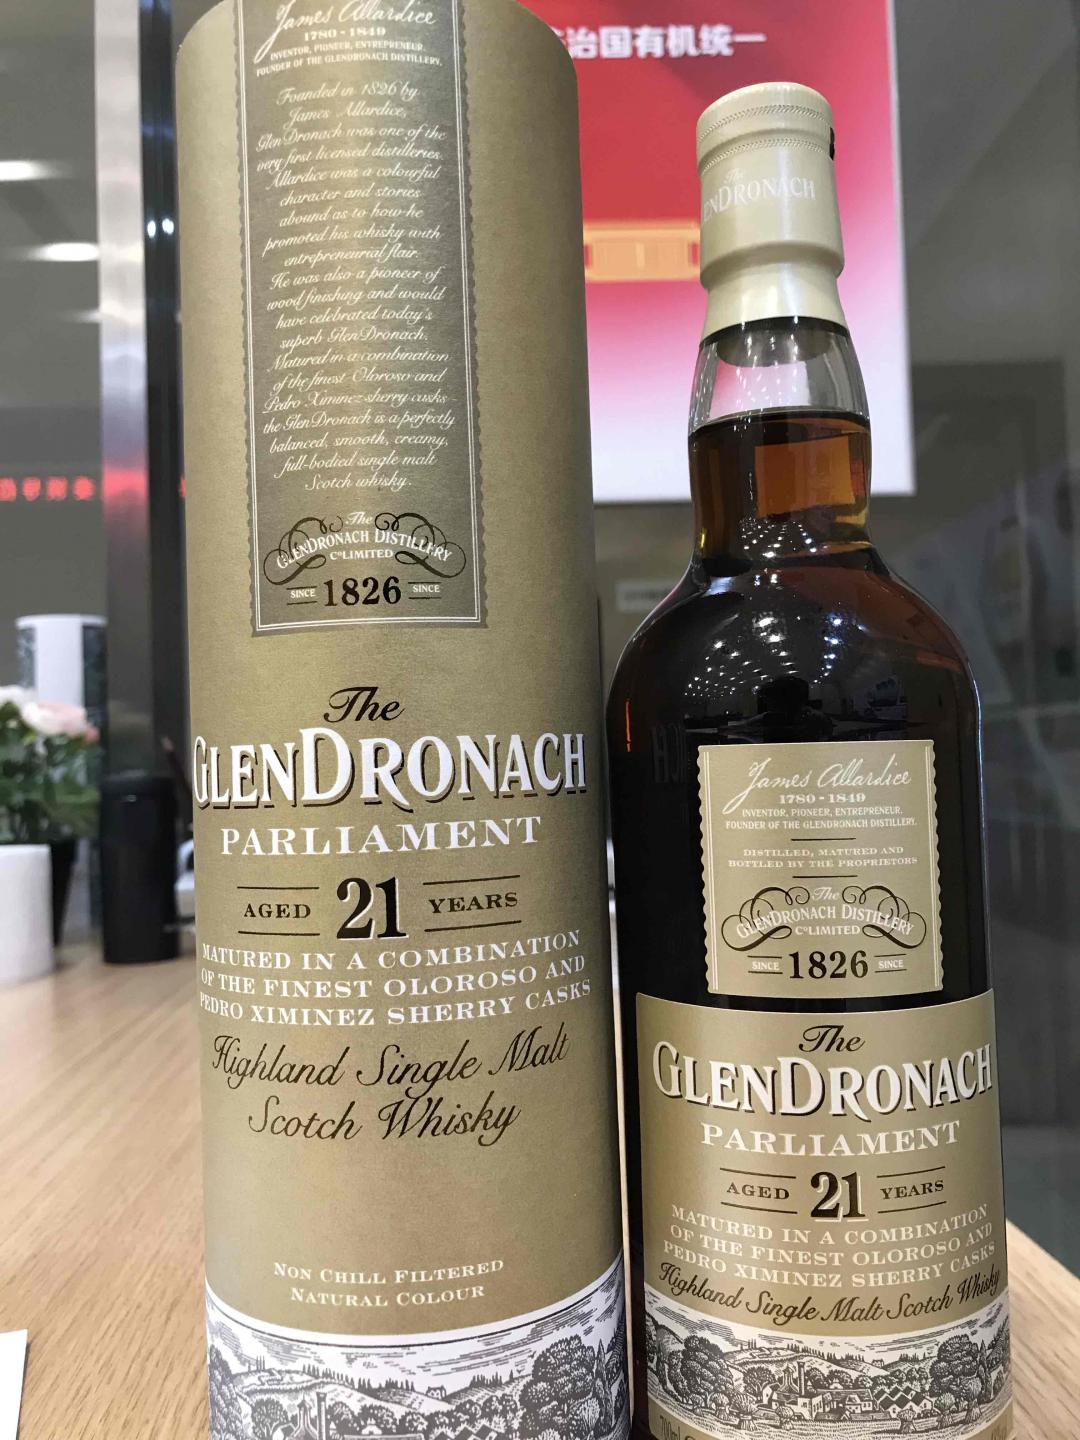 James Allardice
1780 - 1849
INVENTOR, PIONEER, ENTREPRENEUR.
FOUNDER OF THE GLENDRONACH DISTILLERY.
Founded in 1826 by
James Allardice,
GlenDronach was one of the
very first licensed distilleries.
Allardice was a colourful
character and stories
abound as to how he
promoted his whisky with
entrepreneurial flair.
He was also a pioneer of
wood finishing and would
have celebrated today's
superb GlenDronach.
Matured in a combination
of the finest Oloroso and
Pedro Ximinez sherry casks
the GlenDronach is a perfectly
balanced, smooth, creamy,
full-bodied single malt
Scotch whisky.
The
GLENDRONACH DISTILLERY
Co LIMITED
SINCE 1826 SINCE
The
GLENDRONACH
PARLIAMENT
AGED 21 YEARS
MATURED IN A COMBINATION
OF THE FINEST OLOROSO AND
PEDRO XIMINEZ SHERRY CASKS
Highland Single Malt
Scotch Whisky
NON CHILL FILTERED
NATURAL COLOUR
治国有机统一
The
GLENDRONACH
James Allardice
1780 - 1849
INVENTOR, PIONEER, ENTREPRENEUR.
FOUNDER OF THE GLENDRONACH DISTILLERY.
DISTILLED, MATURED AND
BOTTLED BY THE PROPRIETORS
The
GLENDRONACH DISTILLERY
Co LIMITED
SINCE 1826 SINCE
The
GLENDRONACH
PARLIAMENT
AGED 21 YEARS
MATURED IN A COMBINATION
OF THE FINEST OLOROSO AND
PEDRO XIMINEZ SHERRY CASKS
Highland Single Malt Scotch Whisky
700ml